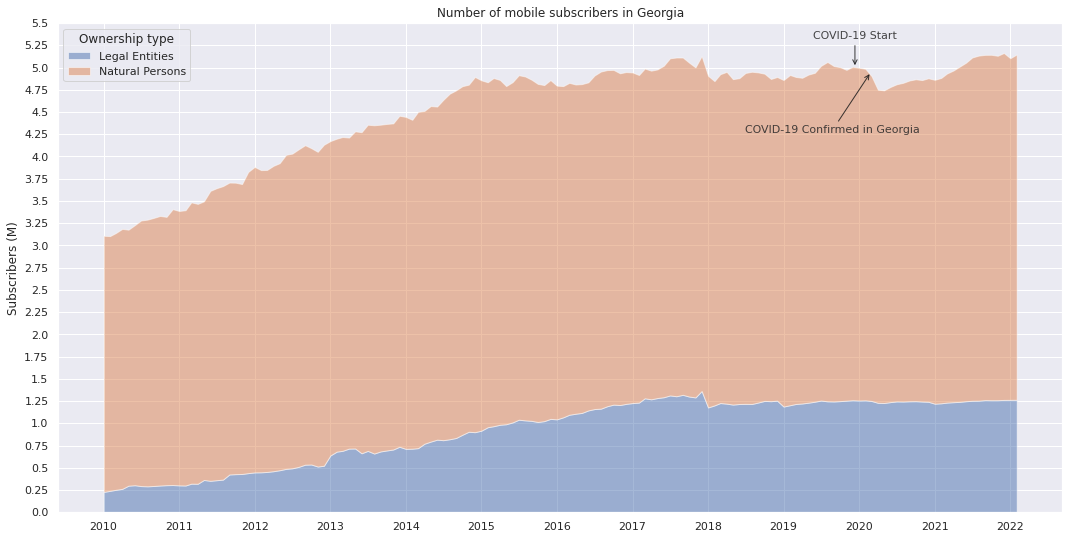 Number of mobile subscribers in Georgia
Ownership type
Legal Entities
Natural Persons
COVID-19 Start
COVID-19 Confirmed in Georgia
Subscribers (M)
5.5
5.25
5.0
4.75
4.5
4.25
4.0
3.75
3.5
3.25
3.0
2.75
2.5
2.25
2.0
1.75
1.5
1.25
1.0
0.75
0.5
0.25
0.0
2010 2011 2012 2013 2014 2015 2016 2017 2018 2019 2020 2021 2022